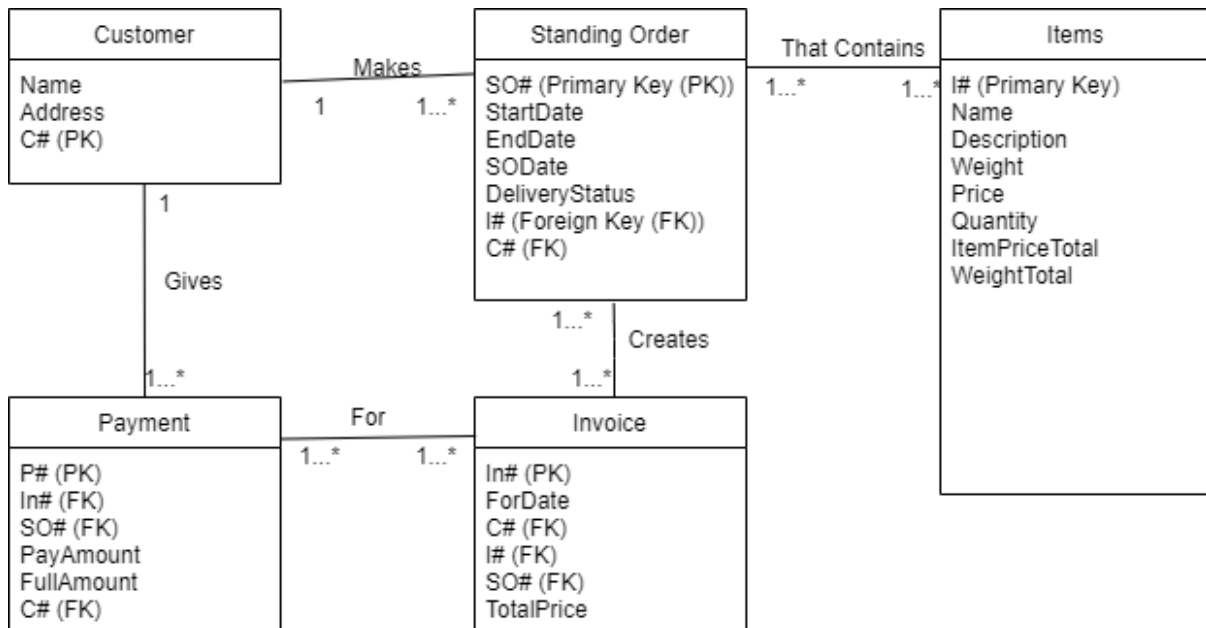 Customer
Name
Address
C# (PK)
Makes
1
1...*
Standing Order
SO# (Primary Key (PK))
StartDate
EndDate
SODate
DeliveryStatus
I# (Foreign Key (FK))
C# (FK)
That Contains
1...*
1...*
Items
I# (Primary Key)
Name
Description
Weight
Price
Quantity
ItemPriceTotal
WeightTotal
1
Gives
1...*
1...*
Creates
1...*
Payment
P# (PK)
In# (FK)
SO# (FK)
PayAmount
FullAmount
C# (FK)
For
1...*
1...*
Invoice
In# (PK)
ForDate
C# (FK)
I# (FK)
SO# (FK)
TotalPrice